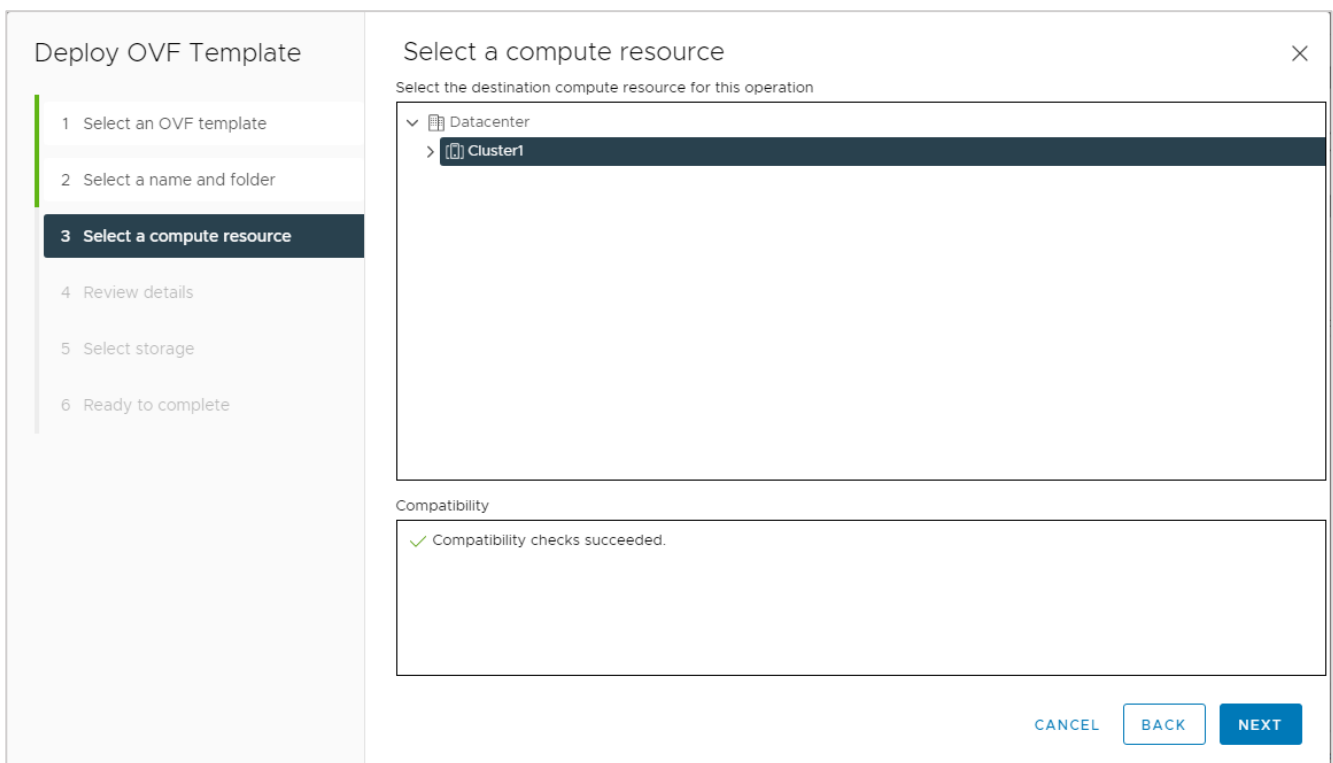 Deploy OVF Template
1 Select an OVF template
2 Select a name and folder
3 Select a compute resource
4 Review details
5 Select storage
6 Ready to complete
Select a compute resource
Select the destination compute resource for this operation
Datacenter
Cluster1
Compatibility
Compatibility checks succeeded.
CANCEL
BACK
NEXT